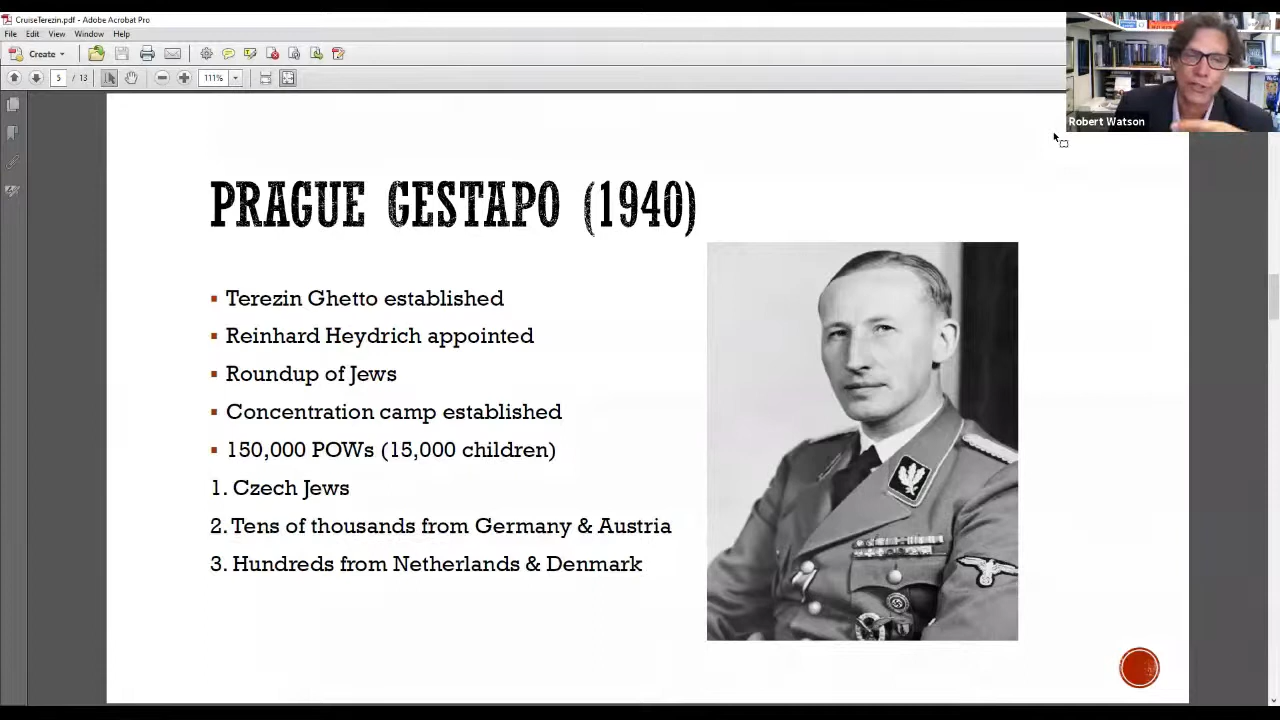 CruiseTerezin.pdf - Adobe Acrobat Pro
File Edit View Window Help
Create
5 / 13
111%
Robert Watson
PRAGUE GESTAPO (1940)
▪ Terezin Ghetto established
▪ Reinhard Heydrich appointed
▪ Roundup of Jews
▪ Concentration camp established
▪ 150,000 POWs (15,000 children)
1. Czech Jews
2. Tens of thousands from Germany & Austria
3. Hundreds from Netherlands & Denmark